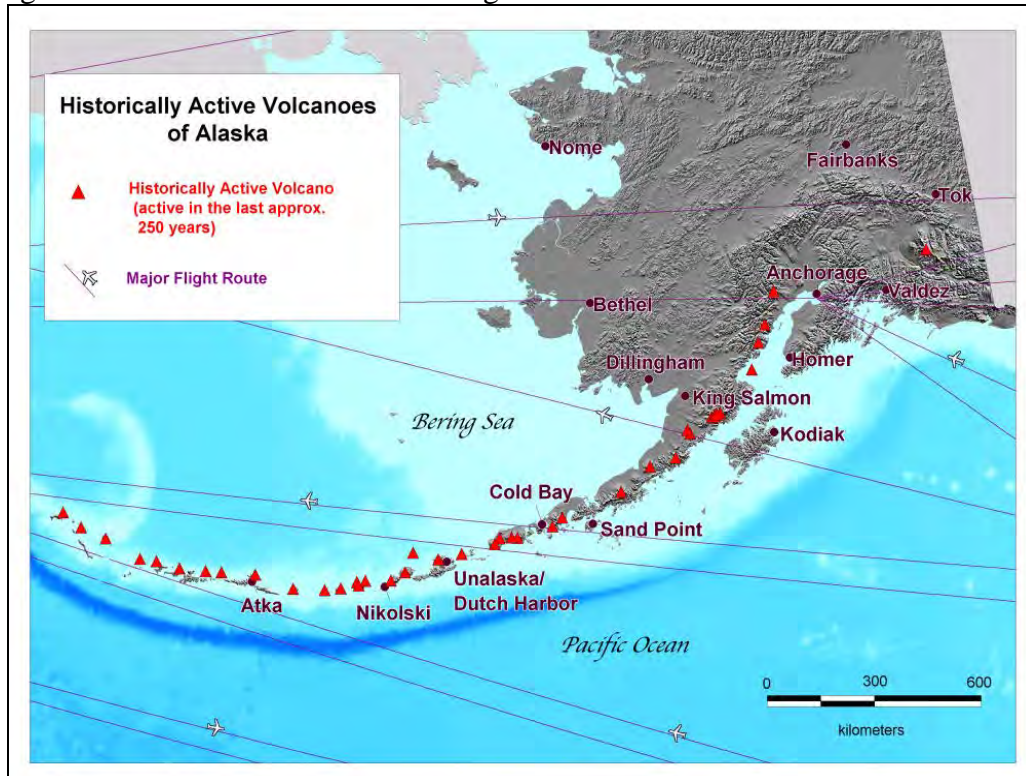 Historically Active Volcanoes
of Alaska
Historically Active Volcano
(active in the last approx.
250 years)
Major Flight Route
Nome
Fairbanks
Tok
Anchorage
Valdez
Bethel
Homer
Dillingham
King Salmon
Bering Sea
Kodiak
Cold Bay
Sand Point
Unalaska/
Dutch Harbor
Atka
Nikolski
Pacific Ocean
0 300 600
kilometers